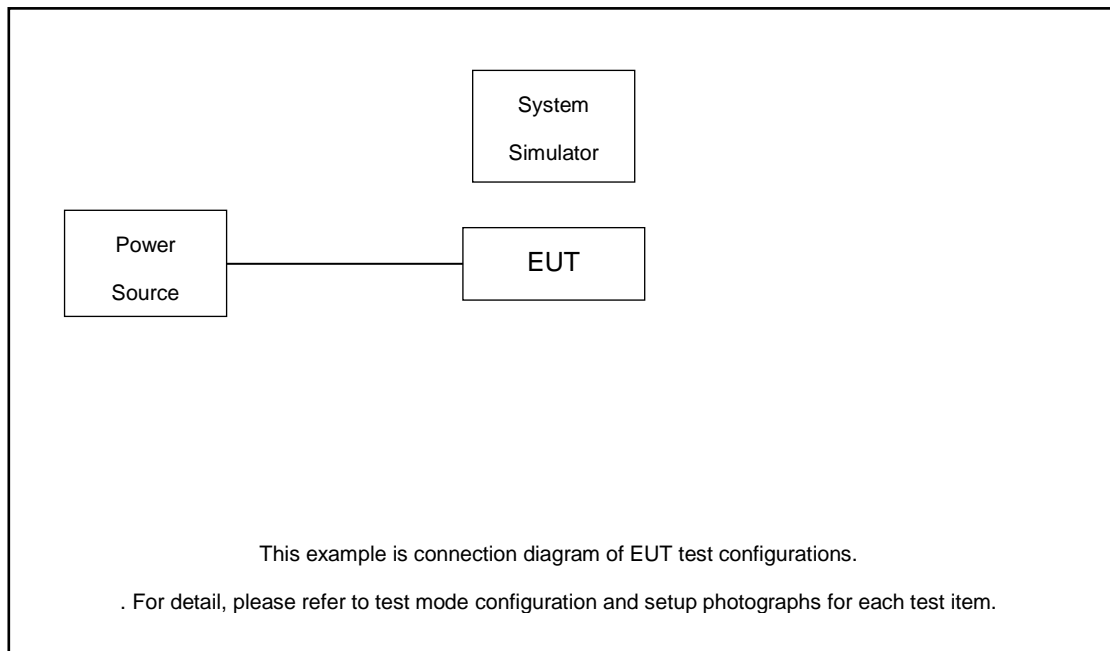 System
Simulator
Power
Source
EUT
This example is connection diagram of EUT test configurations.
. For detail, please refer to test mode configuration and setup photographs for each test item.